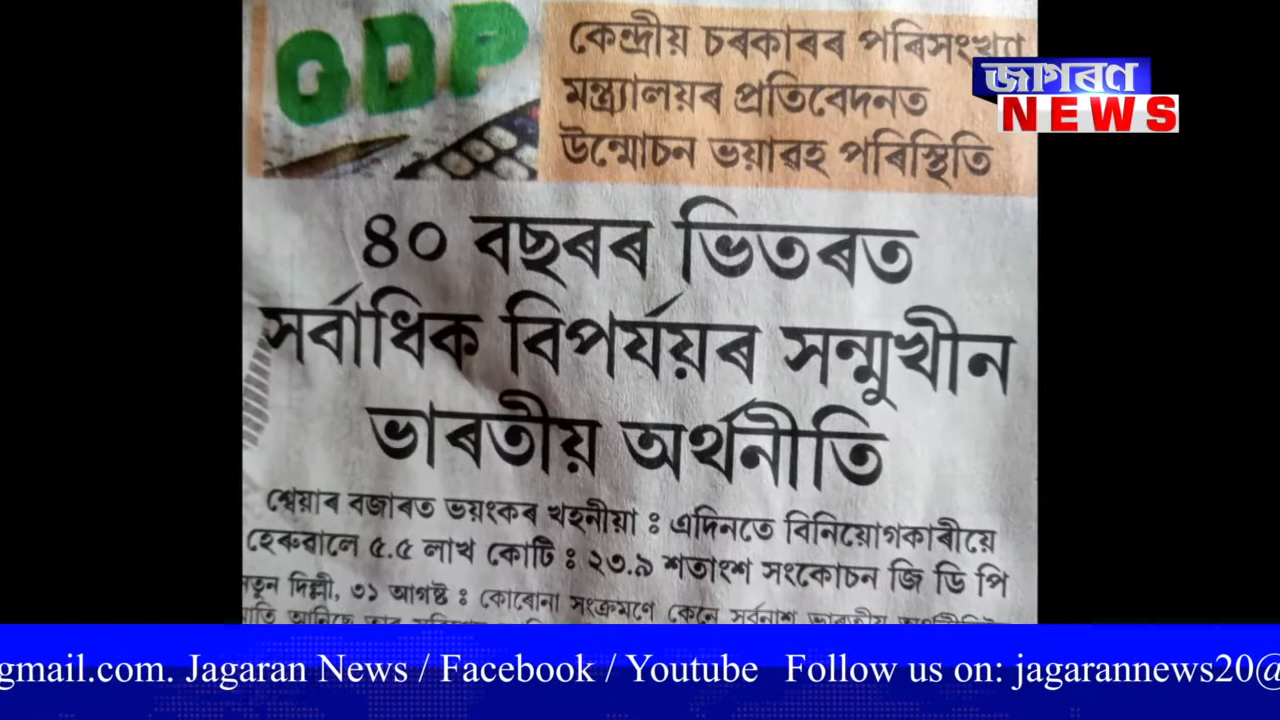 GDP
কেন্দ্ৰীয় চৰকাৰৰ পৰিসংখ্যা
মন্ত্ৰ্যালয়ৰ প্ৰতিবেদনত
উন্মোচন ভয়াৱহ পৰিস্থিতি
জাগৰণ
NEWS
৪০ বছৰৰ ভিতৰত
সৰ্বাধিক বিপৰ্যয়ৰ সন্মুখীন
ভাৰতীয় অৰ্থনীতি
শ্বেয়াৰ বজাৰত ভয়ংকৰ খহনীয়া : এদিনতে বিনিয়োগকাৰীয়ে
হেৰুৱালে ৫.৫ লাখ কোটি : ২৩.৯ শতাংশ সংকোচন জি ডি পি
নতুন দিল্লী, ৩১ আগষ্ট : কোৰোনা সংক্ৰমণে কেনে সৰ্বনাশ ভাৰতীয়
gmail.com. Jagaran News / Facebook / Youtube Follow us on: jagarannews20@